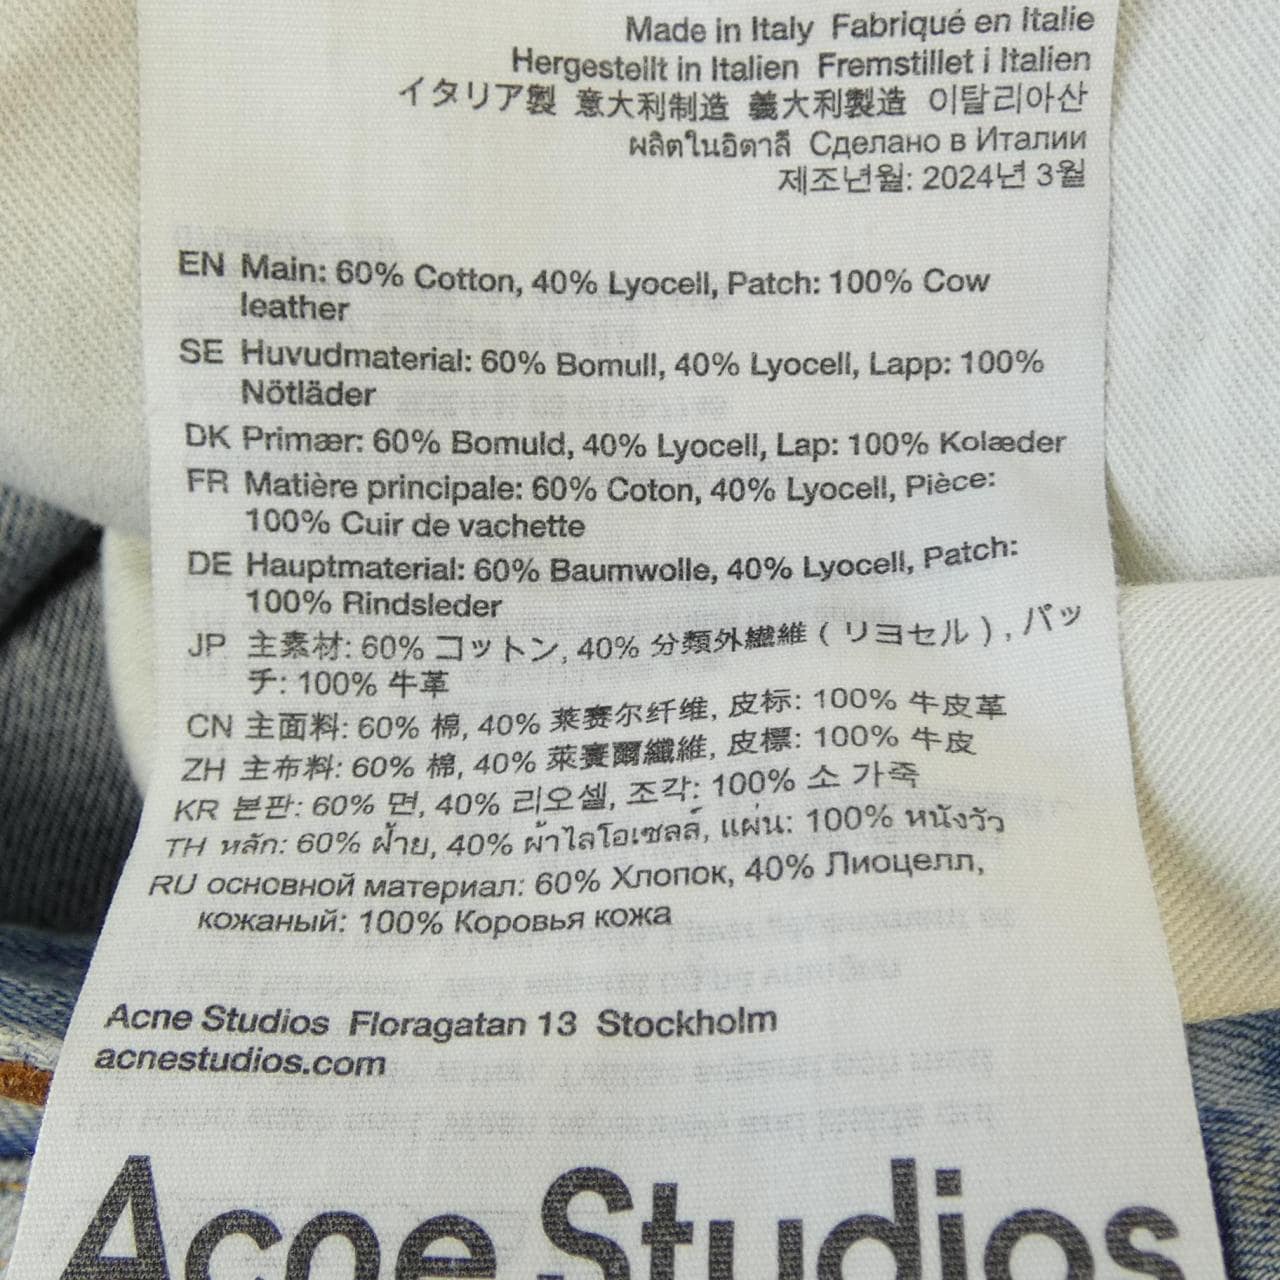 Made in Italy Fabriqué en Italie
Hergestellt in Italien Fremstillet i Italien
イタリア製 意大利制造 義大利製造 이탈리아산
ผลิตในอิตาลี Сделано в Италии
제조년월: 2024년 3월
EN Main: 60% Cotton, 40% Lyocell, Patch: 100% Cow
leather
SE Huvudmaterial: 60% Bomull, 40% Lyocell, Lapp: 100%
Nötläder
DK Primær: 60% Bomuld, 40% Lyocell, Lap: 100% Kolæder
FR Matière principale: 60% Coton, 40% Lyocell, Pièce:
100% Cuir de vachette
DE Hauptmaterial: 60% Baumwolle, 40% Lyocell, Patch:
100% Rindsleder
JP 主素材: 60% コットン, 40% 分類外繊維 ( リヨセル ) , パッ
チ: 100% 牛革
CN 主面料: 60% 棉, 40% 莱赛尔纤维, 皮标: 100% 牛皮革
ZH 主布料: 60% 棉, 40% 萊賽爾纖維, 皮標: 100% 牛皮
KR 본판: 60% 면, 40% 리오셀, 조각: 100% 소 가죽
TH หลัก: 60% ฝ้าย, 40% ผ้าไลโอเซลล์, แผ่น: 100% หนังวัว
RU основной материал: 60% Хлопок, 40% Лиоцелл,
кожаный: 100% Коровья кожа
Acne Studios Floragatan 13 Stockholm
acnestudios.com
Acne Studios